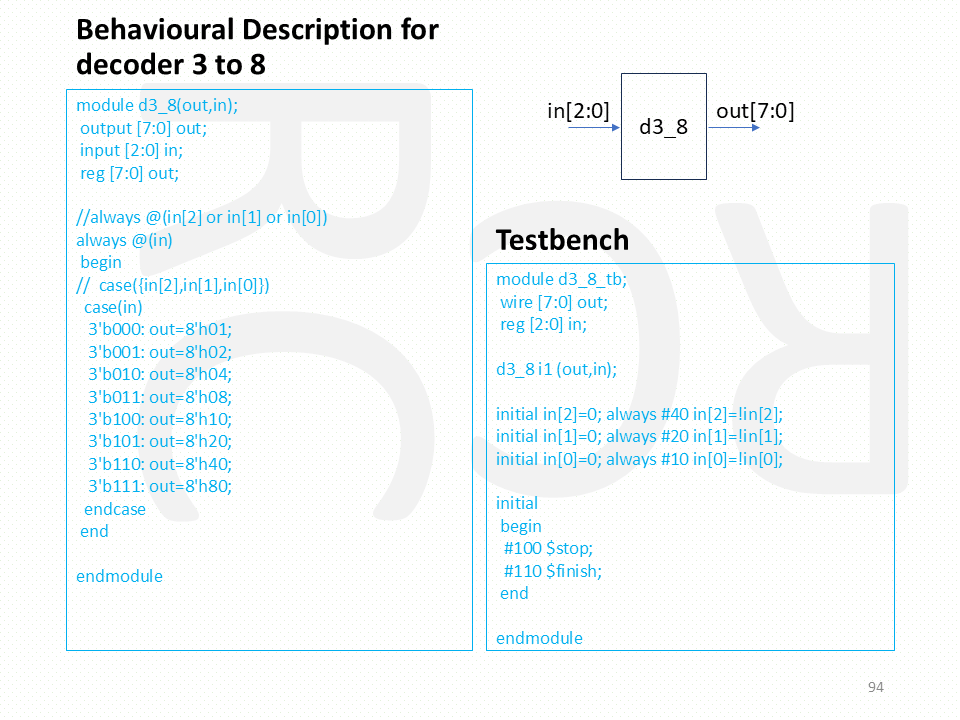 Behavioural Description for
decoder 3 to 8
module d3_8(out,in);
output [7:0] out;
input [2:0] in;
reg [7:0] out;
//always @(in[2] or in[1] or in[0])
always @(in)
begin
//  case({in[2],in[1],in[0]})
case(in)
3'b000: out=8'h01;
3'b001: out=8'h02;
3'b010: out=8'h04;
3'b011: out=8'h08;
3'b100: out=8'h10;
3'b101: out=8'h20;
3'b110: out=8'h40;
3'b111: out=8'h80;
endcase
end
endmodule
in[2:0]
d3_8
out[7:0]
Testbench
module d3_8_tb;
wire [7:0] out;
reg [2:0] in;
d3_8 i1 (out,in);
initial in[2]=0; always #40 in[2]=!in[2];
initial in[1]=0; always #20 in[1]=!in[1];
initial in[0]=0; always #10 in[0]=!in[0];
initial
begin
#100 $stop;
#110 $finish;
end
endmodule
94